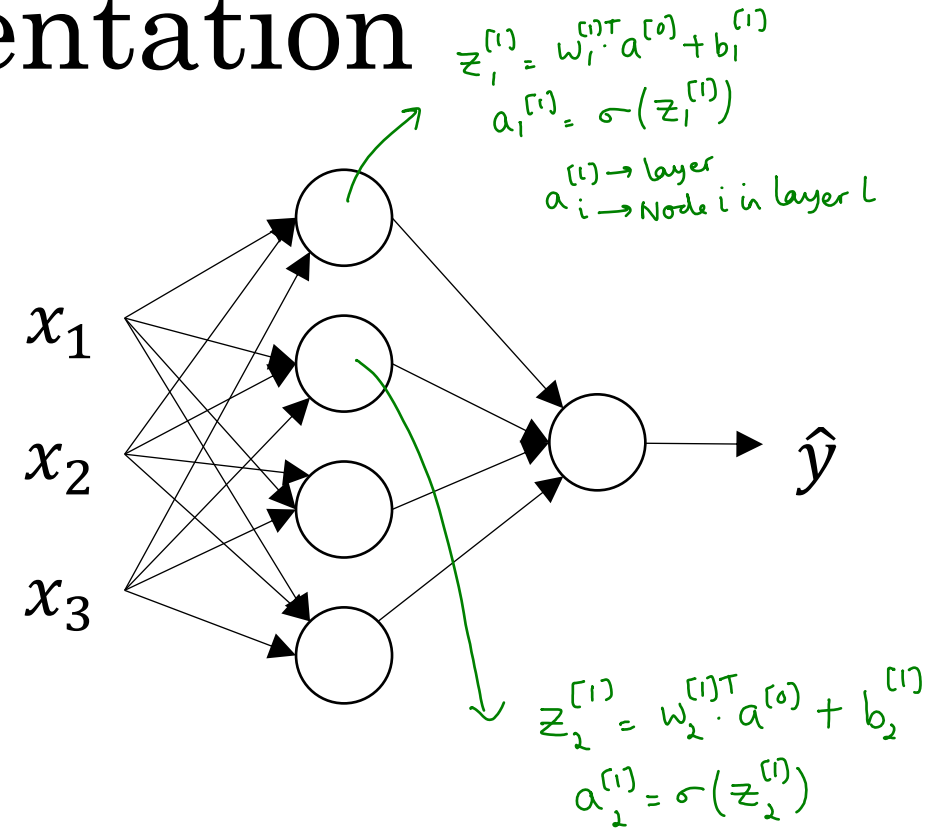 entation
z₁^[1] = w₁^[1]T · a^[0] + b₁^[1]
a₁^[1] = σ(z₁^[1])
a_i^[l] → layer
→ Node i in layer L
x₁
x₂
x₃
ŷ
z₂^[1] = w₂^[1]T · a^[0] + b₂^[1]
a₂^[1] = σ(z₂^[1])